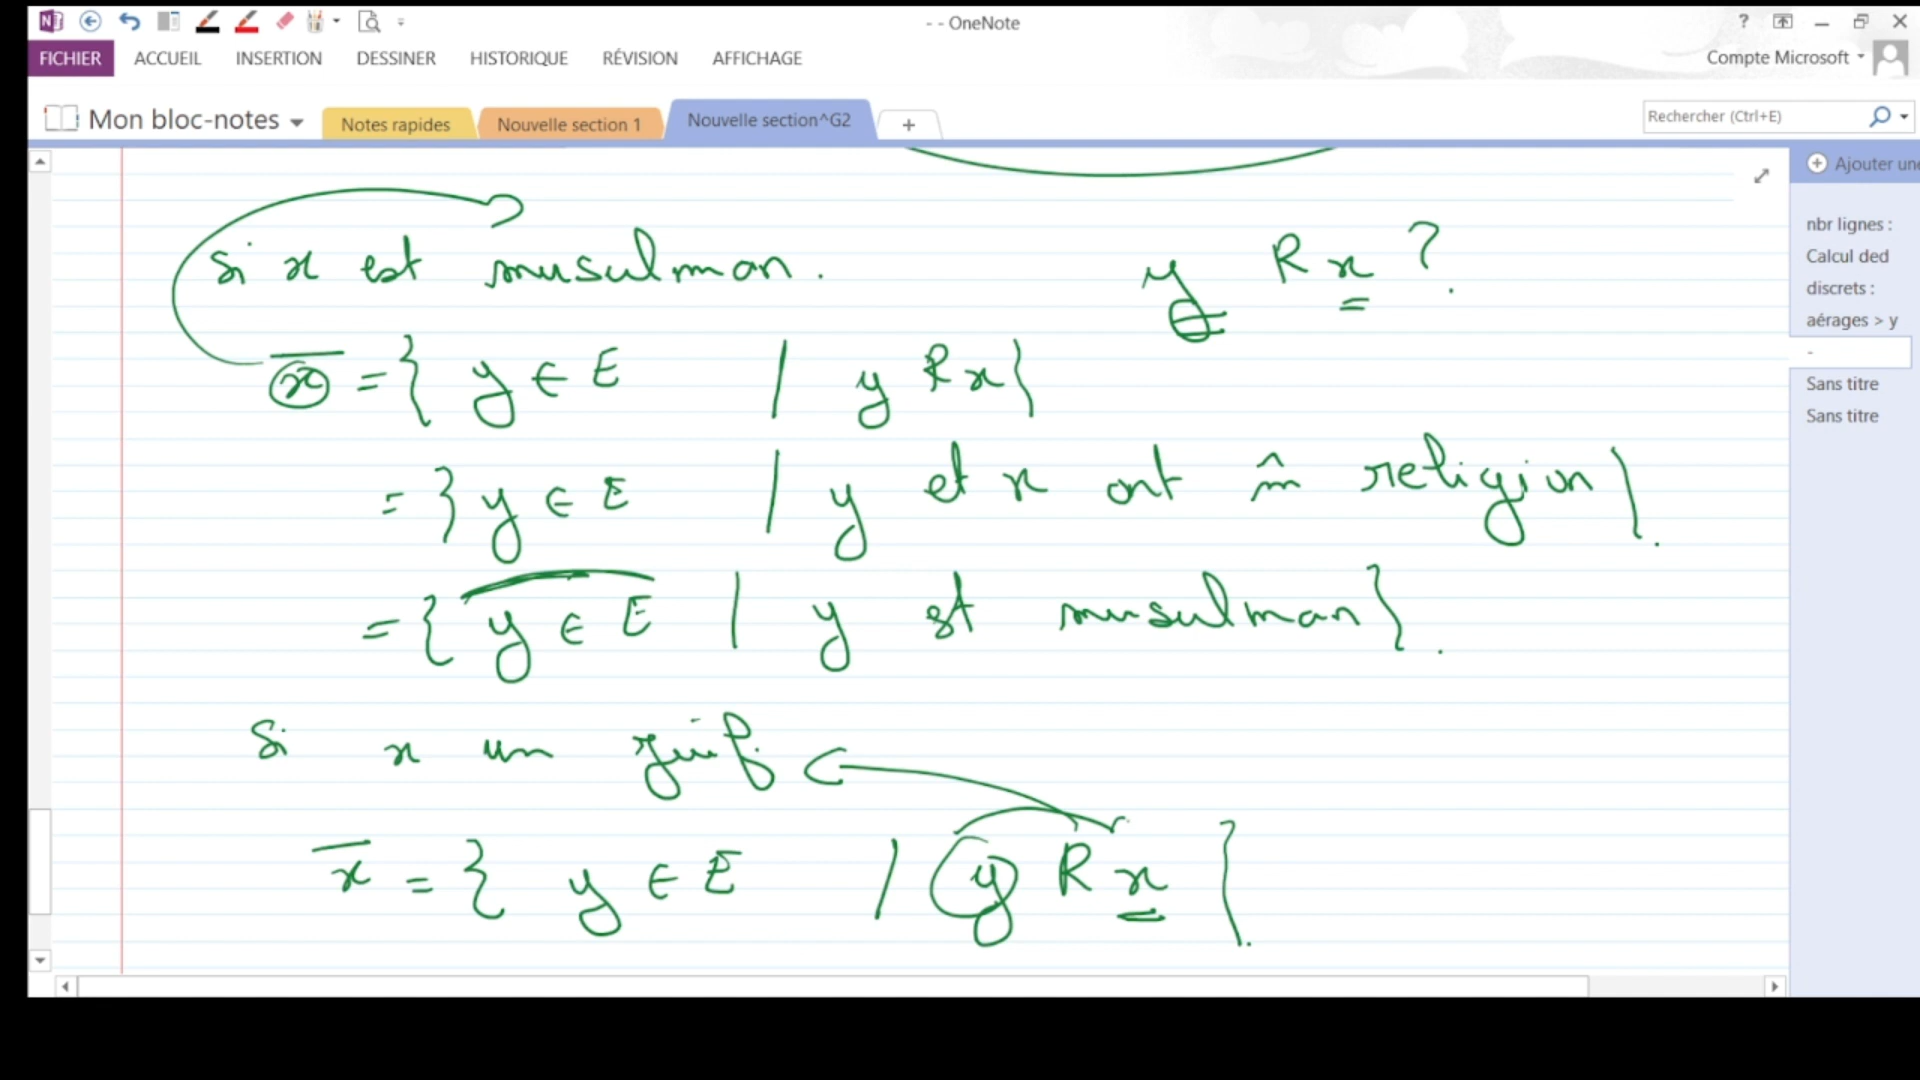 - - OneNote
?
FICHIER ACCUEIL INSERTION DESSINER HISTORIQUE RÉVISION AFFICHAGE
Compte Microsoft
Mon bloc-notes
Notes rapides
Nouvelle section 1
Nouvelle section^G2
+
Rechercher (Ctrl+E)
Ajouter une
nbr lignes :
Calcul ded
discrets :
aérages > y
-
Sans titre
Sans titre
Si x est musulman. y R x ?
x̄ = { y ∈ E / y R x }
= } y ∈ E / y et x ont m̂ religion }.
= { y ∈ E | y est musulman }.
Si x un juif
x̄ = { y ∈ E / y R x }.